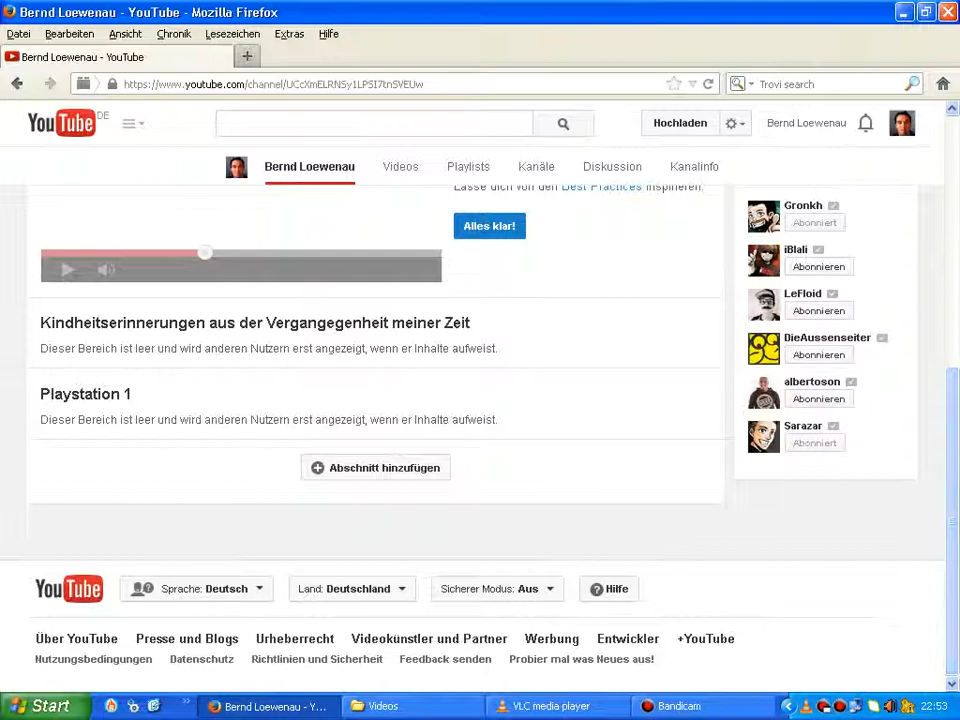 Bernd Loewenau - YouTube - Mozilla Firefox
Datei Bearbeiten Ansicht Chronik Lesezeichen Extras Hilfe
Bernd Loewenau - YouTube
https://www.youtube.com/channel/UCcXmELRNSy1LPSI7tnSVEUw
Trovi search
YouTube DE
Hochladen
Bernd Loewenau
Bernd Loewenau Videos Playlists Kanäle Diskussion Kanalinfo
Lasse dich von den Best Practices inspirieren.
Alles klar!
Kindheitserinnerungen aus der Vergangegenheit meiner Zeit
Dieser Bereich ist leer und wird anderen Nutzern erst angezeigt, wenn er Inhalte aufweist.
Playstation 1
Dieser Bereich ist leer und wird anderen Nutzern erst angezeigt, wenn er Inhalte aufweist.
Abschnitt hinzufügen
Gronkh
Abonniert
iBlali
Abonnieren
LeFloid
Abonnieren
DieAussenseiter
Abonnieren
albertoson
Abonnieren
Sarazar
Abonniert
YouTube
Sprache: Deutsch
Land: Deutschland
Sicherer Modus: Aus
Hilfe
Über YouTube Presse und Blogs Urheberrecht Videokünstler und Partner Werbung Entwickler +YouTube
Nutzungsbedingungen Datenschutz Richtlinien und Sicherheit Feedback senden Probier mal was Neues aus!
Start
Bernd Loewenau - Y...
Videos
VLC media player
Bandicam
22:53